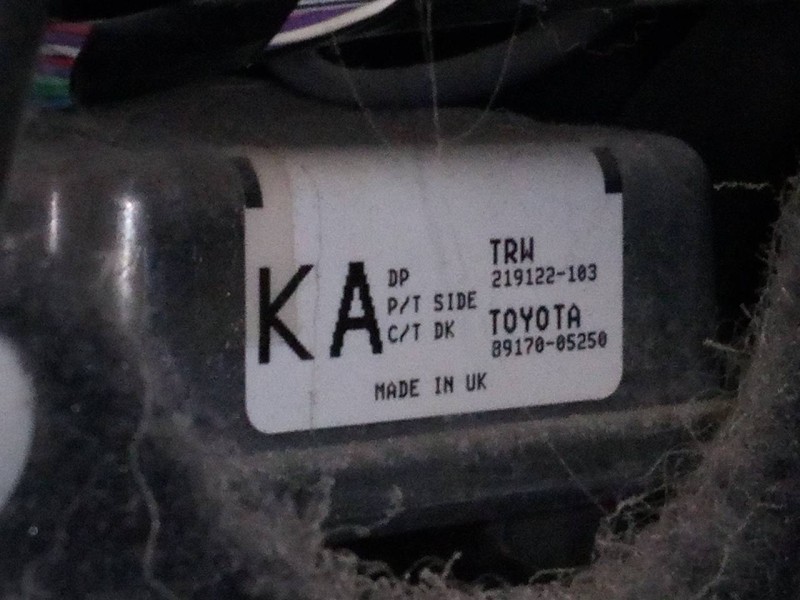 KA
DP
P/T SIDE
C/T DK
TRW
219122-103
TOYOTA
89170-05250
MADE IN UK